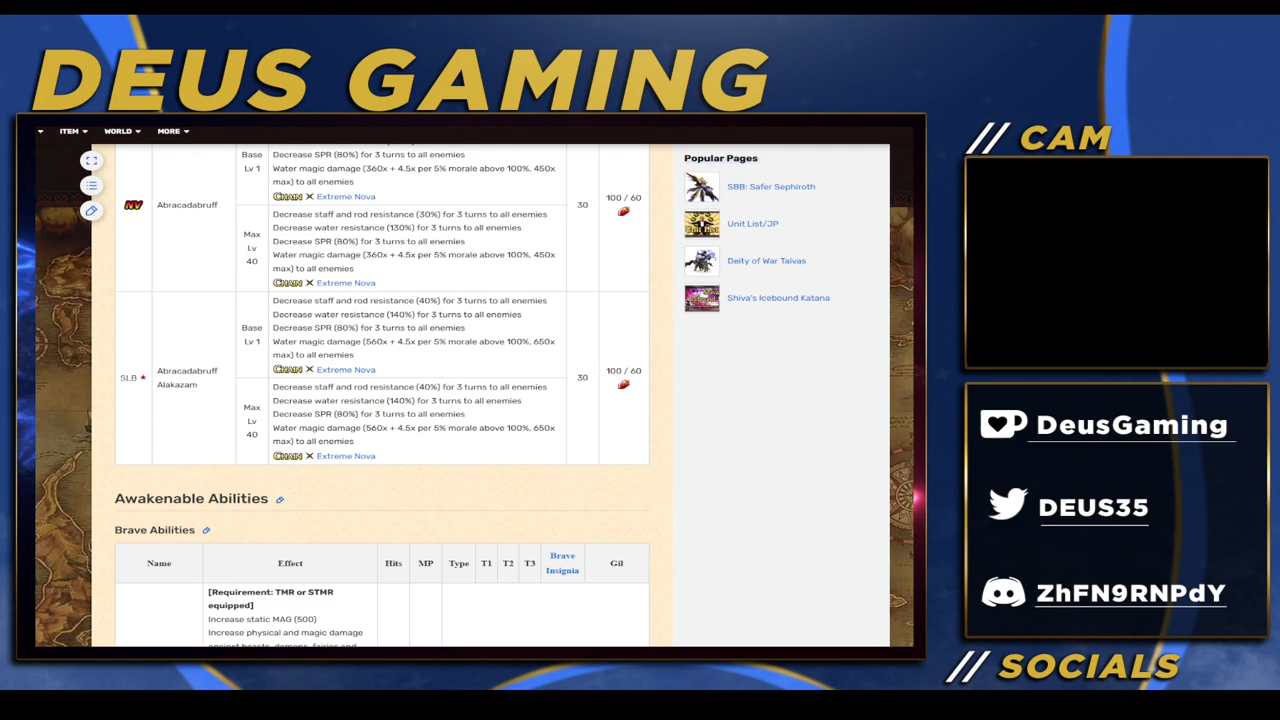 DEUS GAMING
ITEM
WORLD
MORE
NV
Abracadabruff
Base
Lv 1
Decrease SPR (80%) for 3 turns to all enemies
Water magic damage (360x + 4.5x per 5% morale above 100%, 450x
max) to all enemies
CHAIN Extreme Nova
Max
Lv
40
Decrease staff and rod resistance (30%) for 3 turns to all enemies
Decrease water resistance (130%) for 3 turns to all enemies
Decrease SPR (80%) for 3 turns to all enemies
Water magic damage (360x + 4.5x per 5% morale above 100%, 450x
max) to all enemies
CHAIN Extreme Nova
30
100 / 60
SLB ★
Abracadabruff
Alakazam
Base
Lv 1
Decrease staff and rod resistance (40%) for 3 turns to all enemies
Decrease water resistance (140%) for 3 turns to all enemies
Decrease SPR (80%) for 3 turns to all enemies
Water magic damage (560x + 4.5x per 5% morale above 100%, 650x
max) to all enemies
CHAIN Extreme Nova
Max
Lv
40
Decrease staff and rod resistance (40%) for 3 turns to all enemies
Decrease water resistance (140%) for 3 turns to all enemies
Decrease SPR (80%) for 3 turns to all enemies
Water magic damage (560x + 4.5x per 5% morale above 100%, 650x
max) to all enemies
CHAIN Extreme Nova
30
100 / 60
Awakenable Abilities
Brave Abilities
Name Effect Hits MP Type T1 T2 T3 Brave Insignia Gil
[Requirement: TMR or STMR
equipped]
Increase static MAG (500)
Increase physical and magic damage
against beasts, demons, fairies and
Popular Pages
SBB: Safer Sephiroth
Unit List/JP
Deity of War Taivas
Shiva's Icebound Katana
// CAM
DeusGaming
DEUS35
ZhFN9RNPdY
// SOCIALS